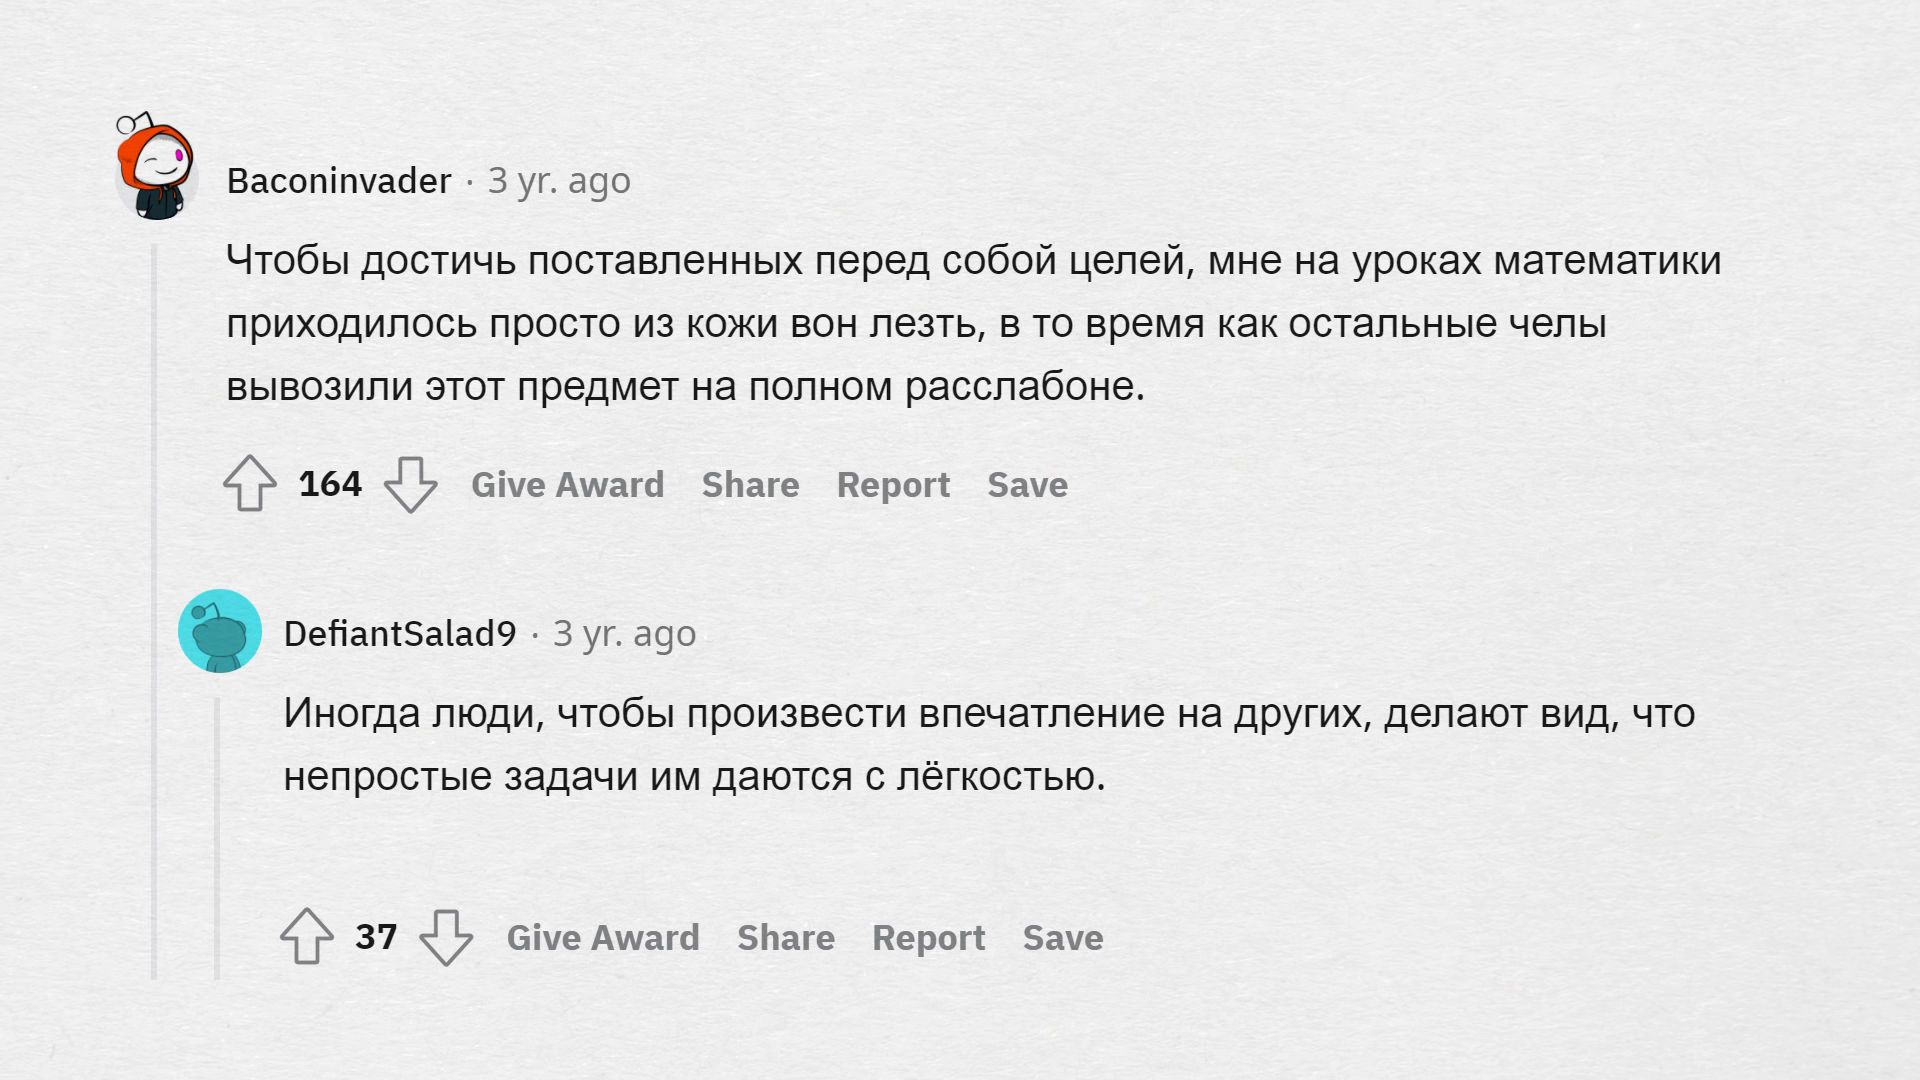 Baconinvader · 3 yr. ago
Чтобы достичь поставленных перед собой целей, мне на уроках математики
приходилось просто из кожи вон лезть, в то время как остальные челы
вывозили этот предмет на полном расслабоне.
164 Give Award Share Report Save
DefiantSalad9 · 3 yr. ago
Иногда люди, чтобы произвести впечатление на других, делают вид, что
непростые задачи им даются с лёгкостью.
37 Give Award Share Report Save